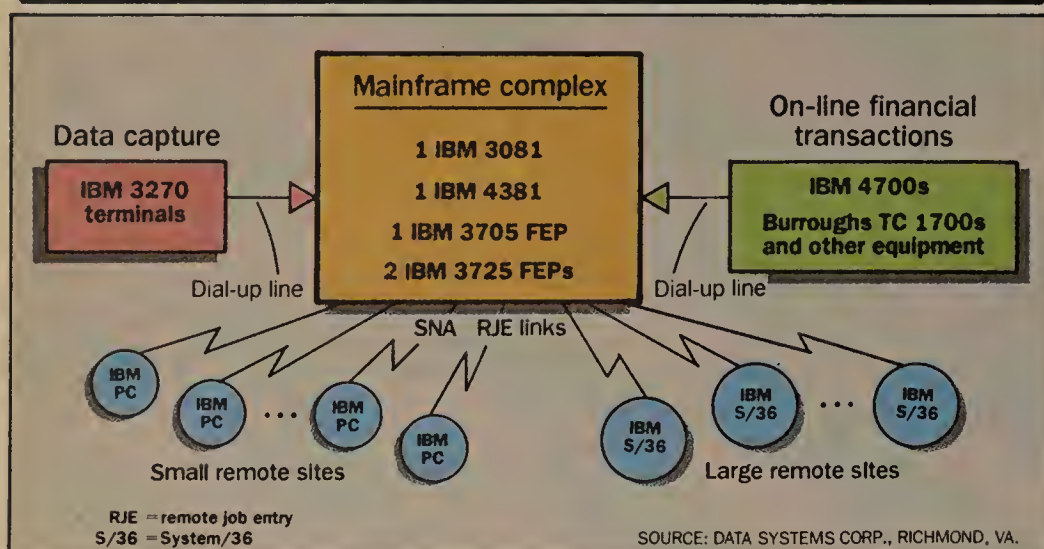 Mainframe complex
1 IBM 3081
1 IBM 4381
1 IBM 3705 FEP
2 IBM 3725 FEPs
Data capture
IBM 3270
terminals
Dial-up line
On-line financial
transactions
IBM 4700s
Burroughs TC 1700s
and other equipment
Dial-up line
SNA RJE links
IBM
PC
IBM
PC
...
IBM
PC
IBM
PC
IBM
S/36
IBM
S/36
...
IBM
S/36
Small remote sites
Large remote sites
RJE = remote job entry
S/36 = System/36
SOURCE: DATA SYSTEMS CORP., RICHMOND, VA.